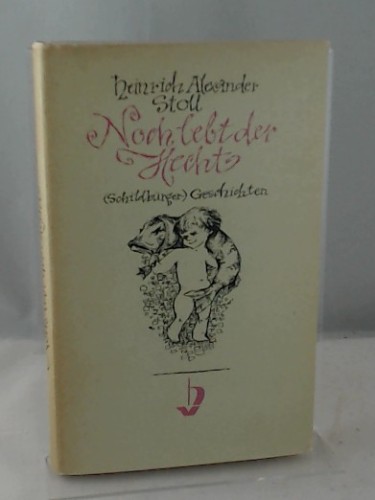 Heinrich Alexander
Stoll
Noch lebt der
Hecht
(Schildbürger) Geschichten